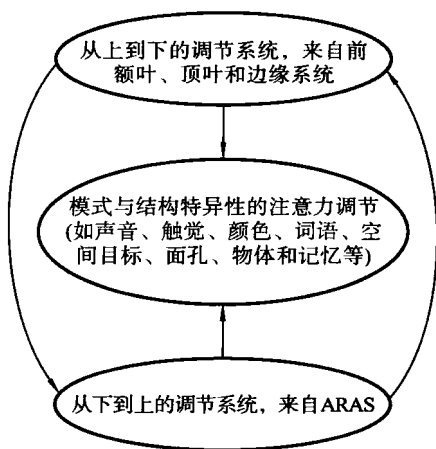 从上到下的调节系统，来自前
额叶、顶叶和边缘系统
模式与结构特异性的注意力调节
(如声音、触觉、颜色、词语、空
间目标、面孔、物体和记忆等)
从下到上的调节系统，来自ARAS